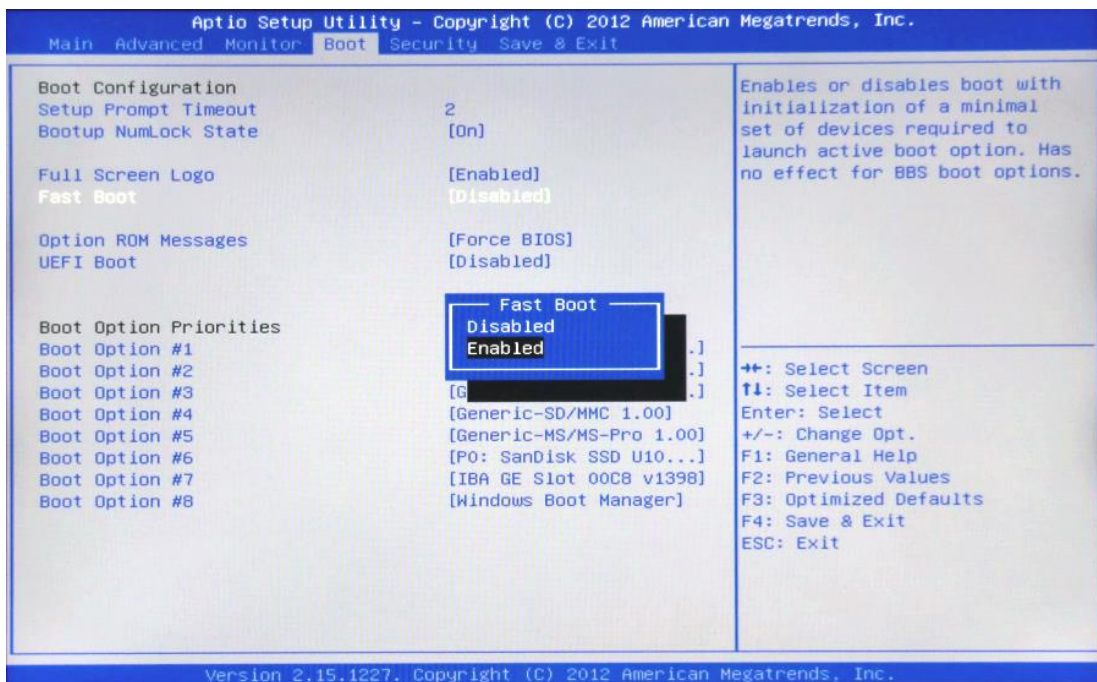 Aptio Setup Utility – Copyright (C) 2012 American Megatrends, Inc.
Main Advanced Monitor Boot Security Save & Exit
Boot Configuration
Setup Prompt Timeout 2
Bootup NumLock State [On]
Full Screen Logo [Enabled]
Fast Boot [Disabled]
Option ROM Messages [Force BIOS]
UEFI Boot [Disabled]
Fast Boot
Disabled
Enabled
Boot Option Priorities
Boot Option #1 .]
Boot Option #2 .]
Boot Option #3 [G .]
Boot Option #4 [Generic-SD/MMC 1.00]
Boot Option #5 [Generic-MS/MS-Pro 1.00]
Boot Option #6 [P0: SanDisk SSD U10...]
Boot Option #7 [IBA GE Slot 00C8 v1398]
Boot Option #8 [Windows Boot Manager]
Enables or disables boot with
initialization of a minimal
set of devices required to
launch active boot option. Has
no effect for BBS boot options.
→←: Select Screen
↑↓: Select Item
Enter: Select
+/-: Change Opt.
F1: General Help
F2: Previous Values
F3: Optimized Defaults
F4: Save & Exit
ESC: Exit
Version 2.15.1227. Copyright (C) 2012 American Megatrends, Inc.